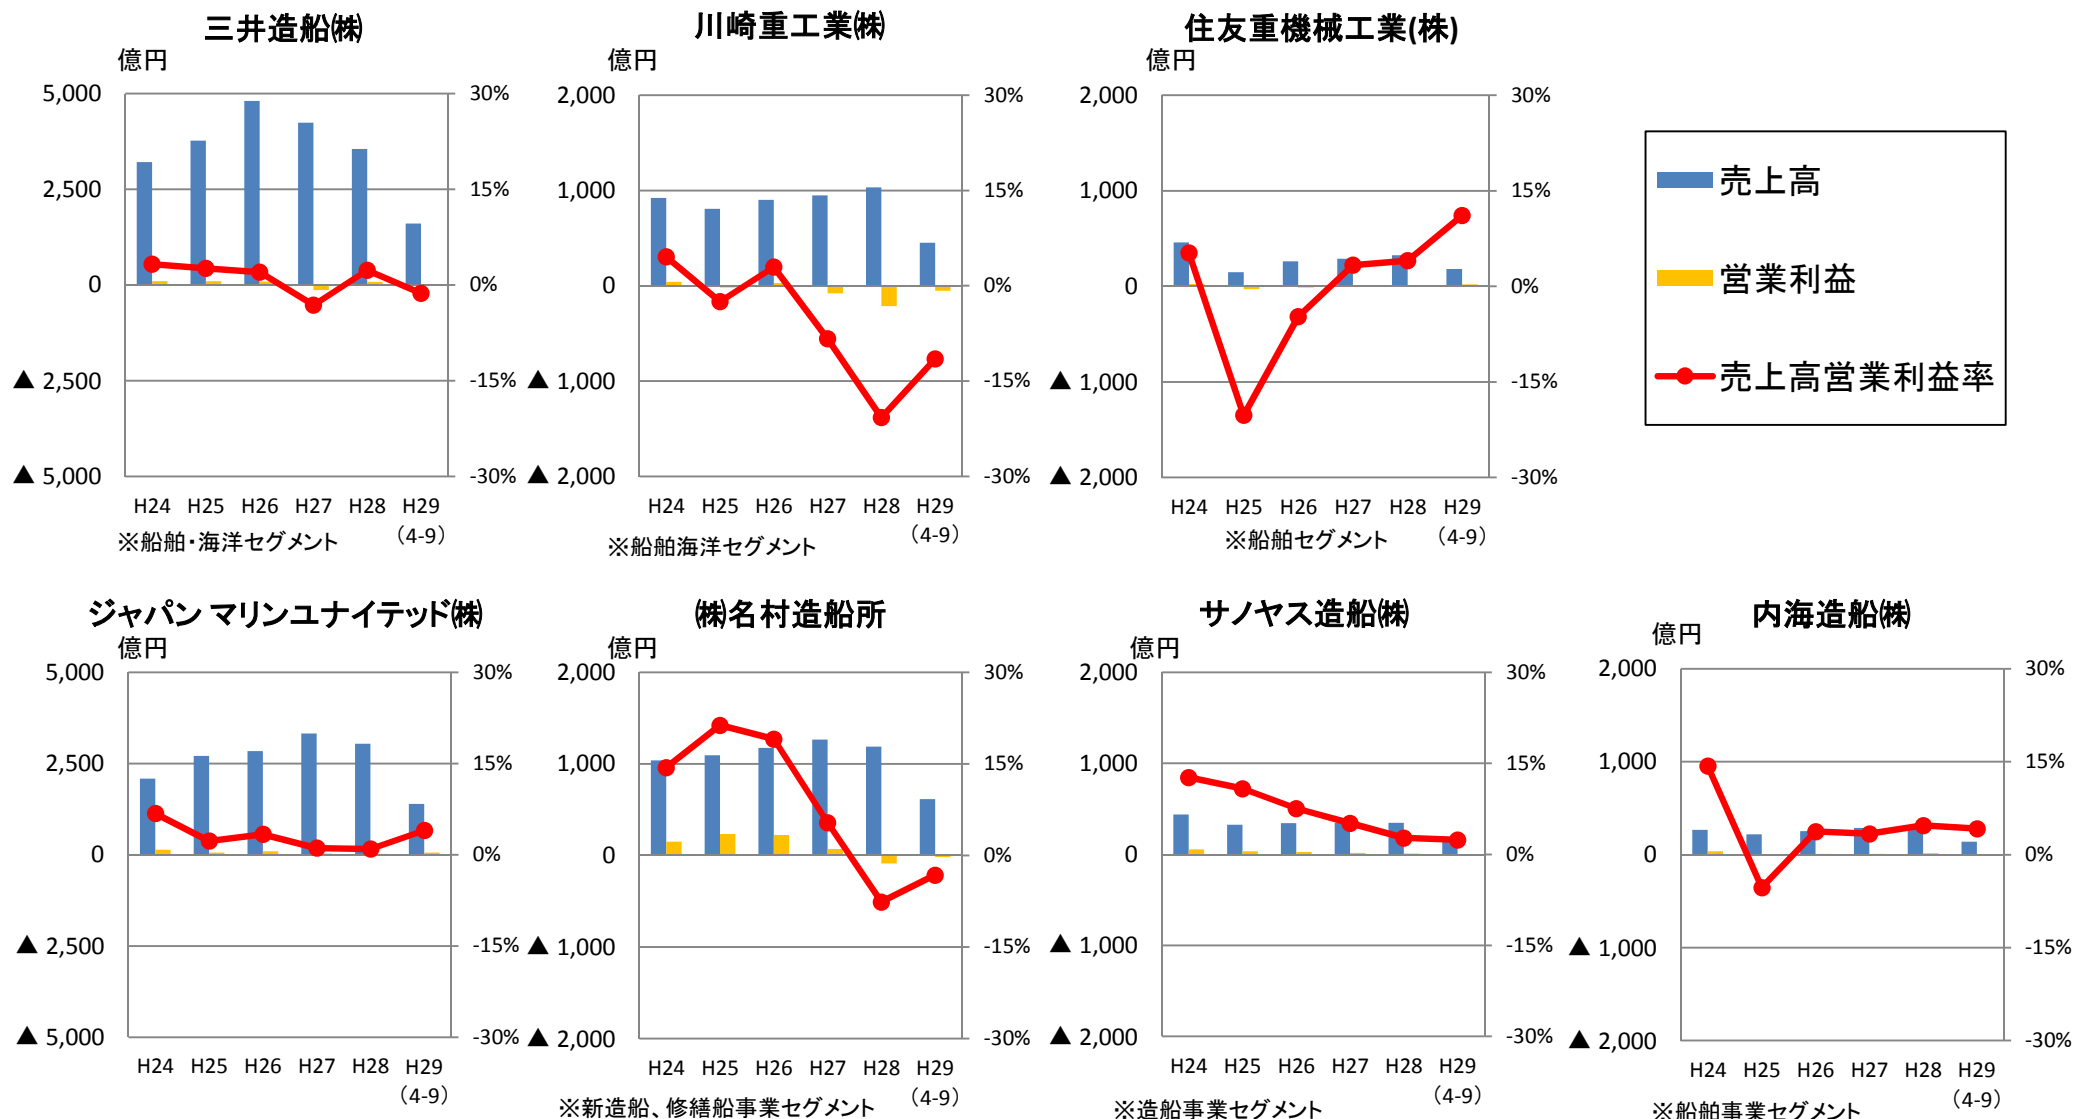 三井造船㈱
億円
5,000
2,500
0
▲ 2,500
▲ 5,000
30%
15%
0%
-15%
-30%
H24 H25 H26 H27 H28 H29
(4-9)
※船舶・海洋セグメント
川崎重工業㈱
億円
2,000
1,000
0
▲ 1,000
▲ 2,000
30%
15%
0%
-15%
-30%
H24 H25 H26 H27 H28 H29
(4-9)
※船舶海洋セグメント
住友重機械工業(株)
億円
2,000
1,000
0
▲ 1,000
▲ 2,000
30%
15%
0%
-15%
-30%
H24 H25 H26 H27 H28 H29
(4-9)
※船舶セグメント
売上高
営業利益
売上高営業利益率
ジャパン マリンユナイテッド㈱
億円
5,000
2,500
0
▲ 2,500
▲ 5,000
30%
15%
0%
-15%
-30%
H24 H25 H26 H27 H28 H29
(4-9)
㈱名村造船所
2,000
1,000
0
▲ 1,000
▲ 2,000
億円
30%
15%
0%
-15%
-30%
H24 H25 H26 H27 H28 H29
(4-9)
※新造船、修繕船事業セグメント
サノヤス造船㈱
億円
2,000
1,000
0
▲ 1,000
▲ 2,000
30%
15%
0%
-15%
-30%
H24 H25 H26 H27 H28 H29
(4-9)
※造船事業セグメント
内海造船㈱
億円
2,000
1,000
0
▲ 1,000
▲ 2,000
30%
15%
0%
-15%
-30%
H24 H25 H26 H27 H28 H29
(4-9)
※船舶事業セグメント